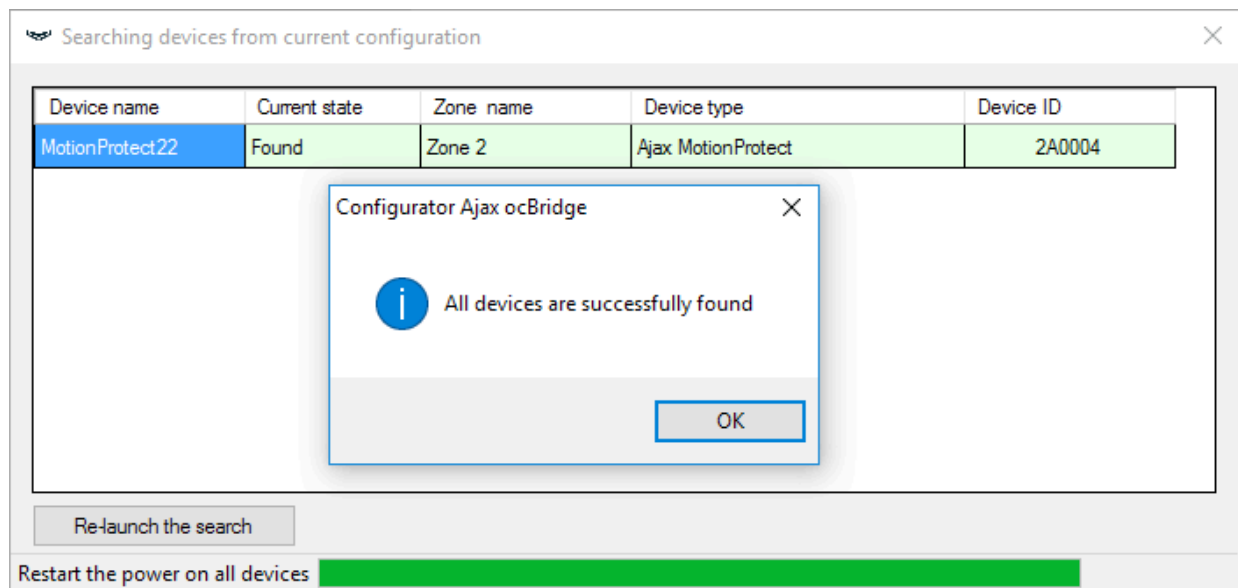 Searching devices from current configuration
Device name Current state Zone name Device type Device ID
MotionProtect22 Found Zone 2 Ajax MotionProtect 2A0004
Configurator Ajax ocBridge
All devices are successfully found
OK
Re-launch the search
Restart the power on all devices